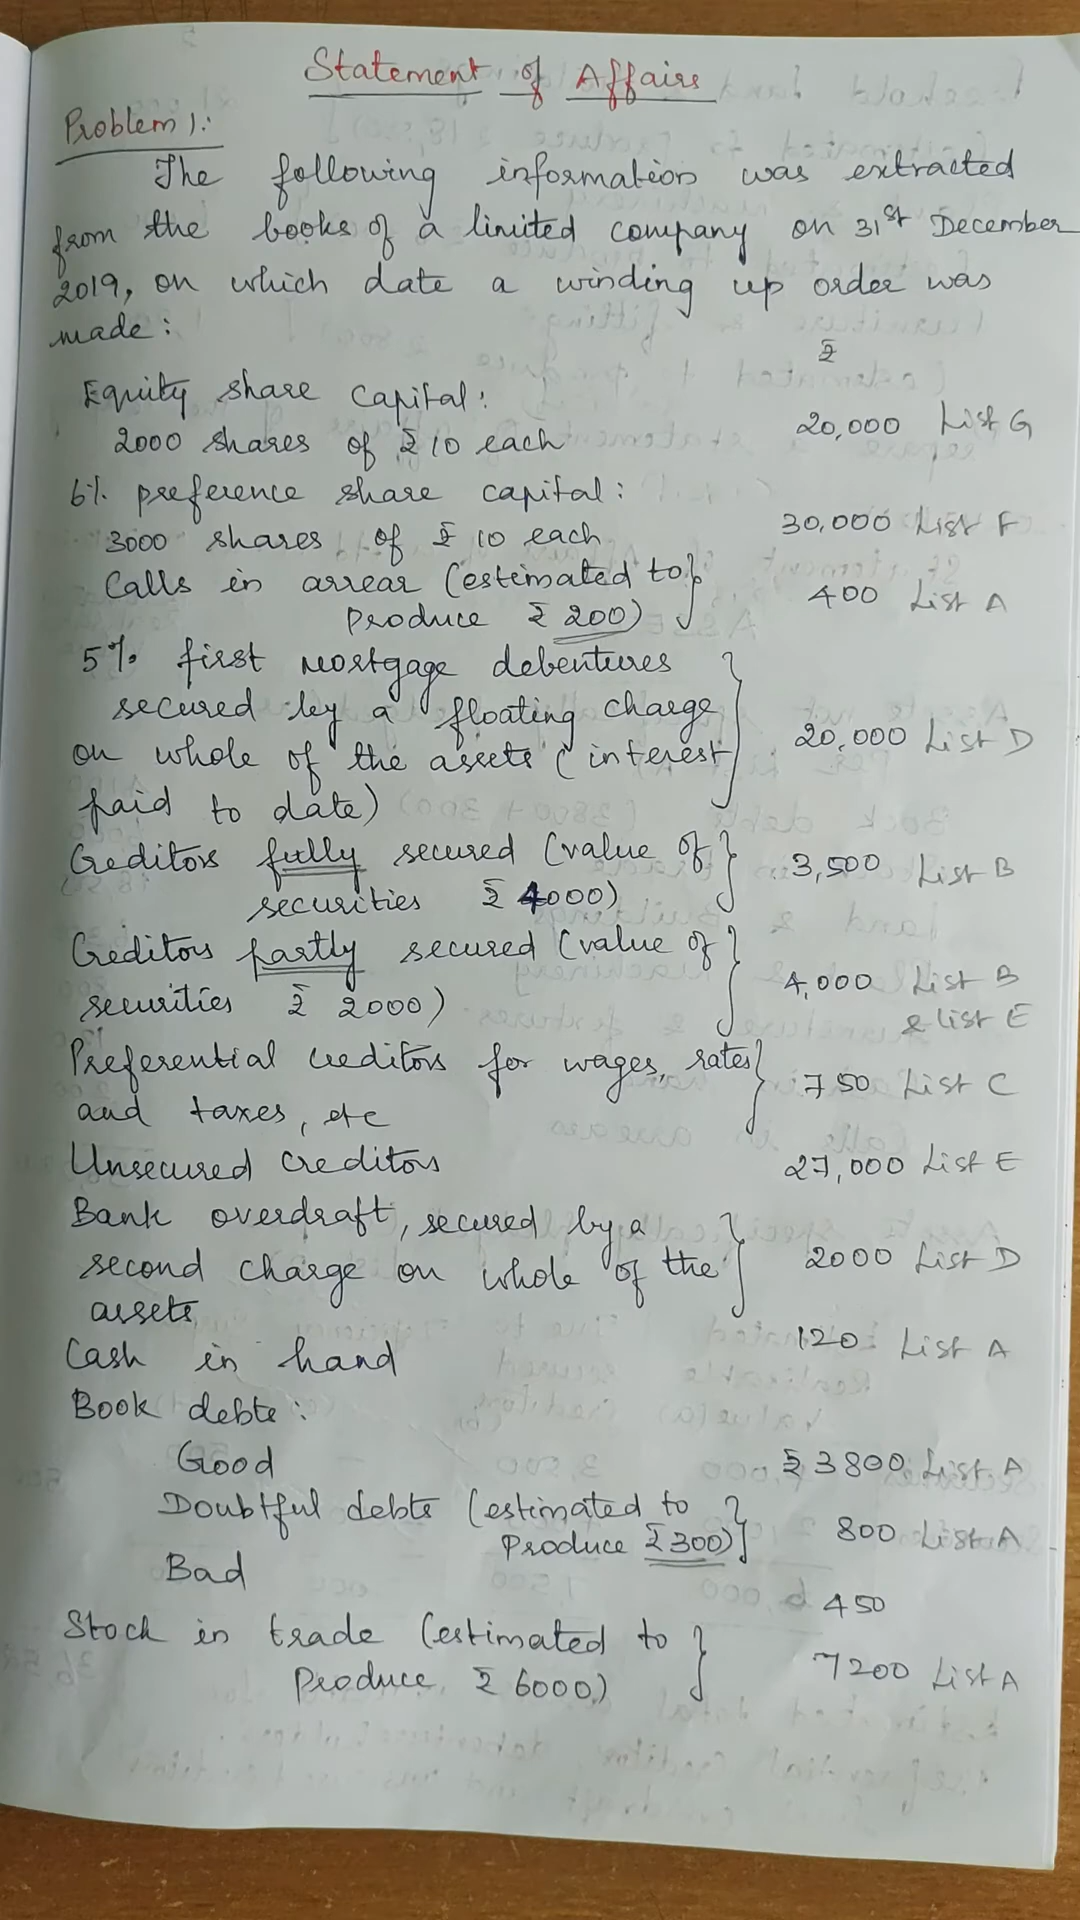 Statement of Affairs
Problem 1:
The following information was extracted
from the books of a limited company on 31st December
2019, on which date a winding up order was
made:
₹
Equity share capital:
2000 shares of ₹ 10 each 20,000 List G
6% preference share capital:
3000 shares of ₹ 10 each 30,000 List F
Calls in arrear (estimated to
produce ₹ 200) 400 List A
5% first mortgage debentures
secured by a floating charge
on whole of the assets (interest 20,000 List D
paid to date)
Creditors fully secured (value of 3,500 List B
securities ₹ 4000)
Creditors partly secured (value of
securities ₹ 2000) 4,000 List B
& list E
Preferential creditors for wages, rates
and taxes, etc 750 List C
Unsecured creditors 27,000 List E
Bank overdraft, secured by a
second charge on whole of the 2000 List D
assets
Cash in hand 120 List A
Book debts:
Good ₹ 3800 List A
Doubtful debts (estimated to
Produce ₹ 300) 800 List A
Bad 450
Stock in trade (estimated to
Produce ₹ 6000) 7200 List A